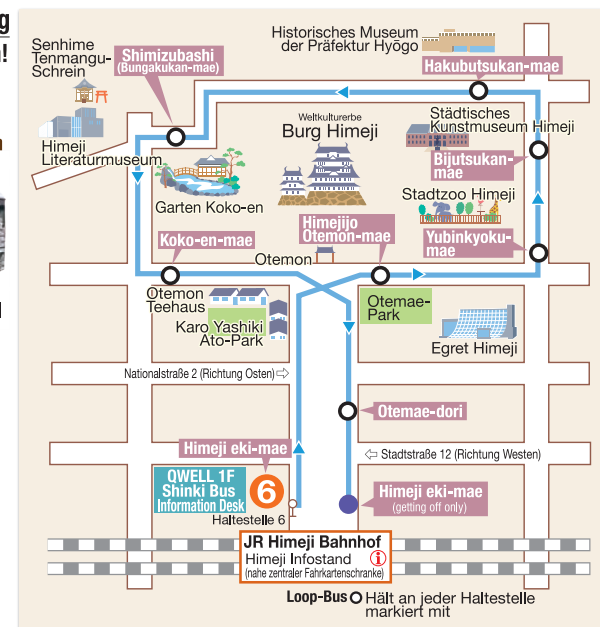 g
!
Senhime
Tenmangu-
Schrein
Shimizubashi
(Bungakukan-mae)
Historisches Museum
der Präfektur Hyōgo
Hakubutsukan-mae
Himeji
Literaturmuseum
Weltkulturerbe
Burg Himeji
Städtisches
Kunstmuseum Himeji
Bijutsukan-
mae
Garten Koko-en
Stadtzoo Himeji
Koko-en-mae
Himejijo
Otemon-mae
Yubinkyoku-
mae
Otemon
Otemon
Teehaus
Karo Yashiki
Ato-Park
Otemae-
Park
Egret Himeji
Nationalstraße 2 (Richtung Osten) ⇨
Otemae-dori
Himeji eki-mae
⇦ Stadtstraße 12 (Richtung Westen)
QWELL 1F
Shinki Bus
Information Desk
6
Haltestelle 6
Himeji eki-mae
(getting off only)
JR Himeji Bahnhof
Himeji Infostand i
(nahe zentraler Fahrkartenschranke)
Loop-Bus O Hält an jeder Haltestelle
markiert mit